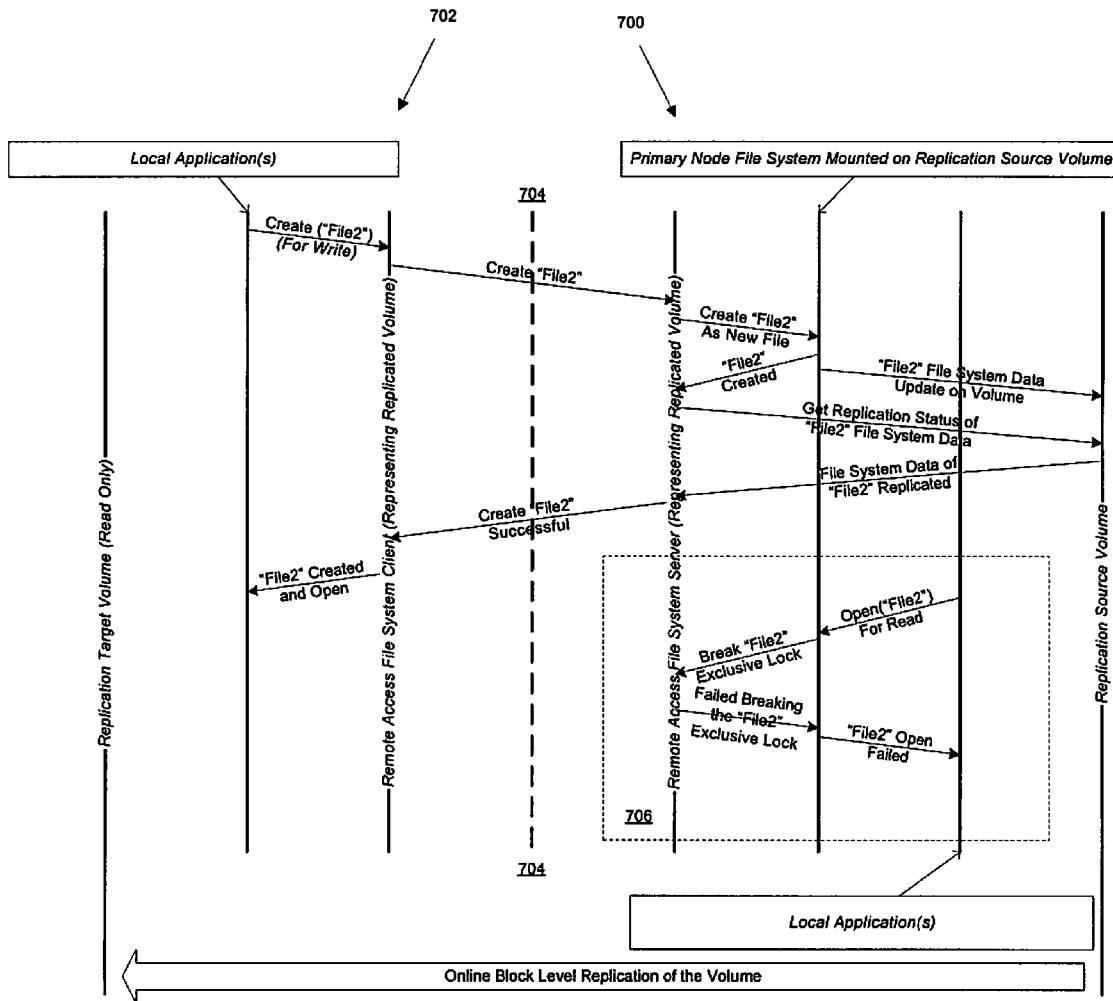 702
700
Local Application(s)
Primary Node File System Mounted on Replication Source Volume
704
Create ("File2")
(For Write)
Create "File2"
Create "File2"
As New File
"File2"
Created
"File2" File System Data
Update on Volume
Get Replication Status of
"File2" File System Data
File System Data of
"File2" Replicated
Create "File2"
Successful
"File2" Created
and Open
Open("File2")
For Read
Break "File2"
Exclusive Lock
Failed Breaking
the "File2"
Exclusive Lock
"File2" Open
Failed
706
704
Replication Target Volume (Read Only)
Remote Access File System Client (Representing Replicated Volume)
Remote Access File System Server (Representing Replicated Volume)
Replication Source Volume
Local Application(s)
Online Block Level Replication of the Volume